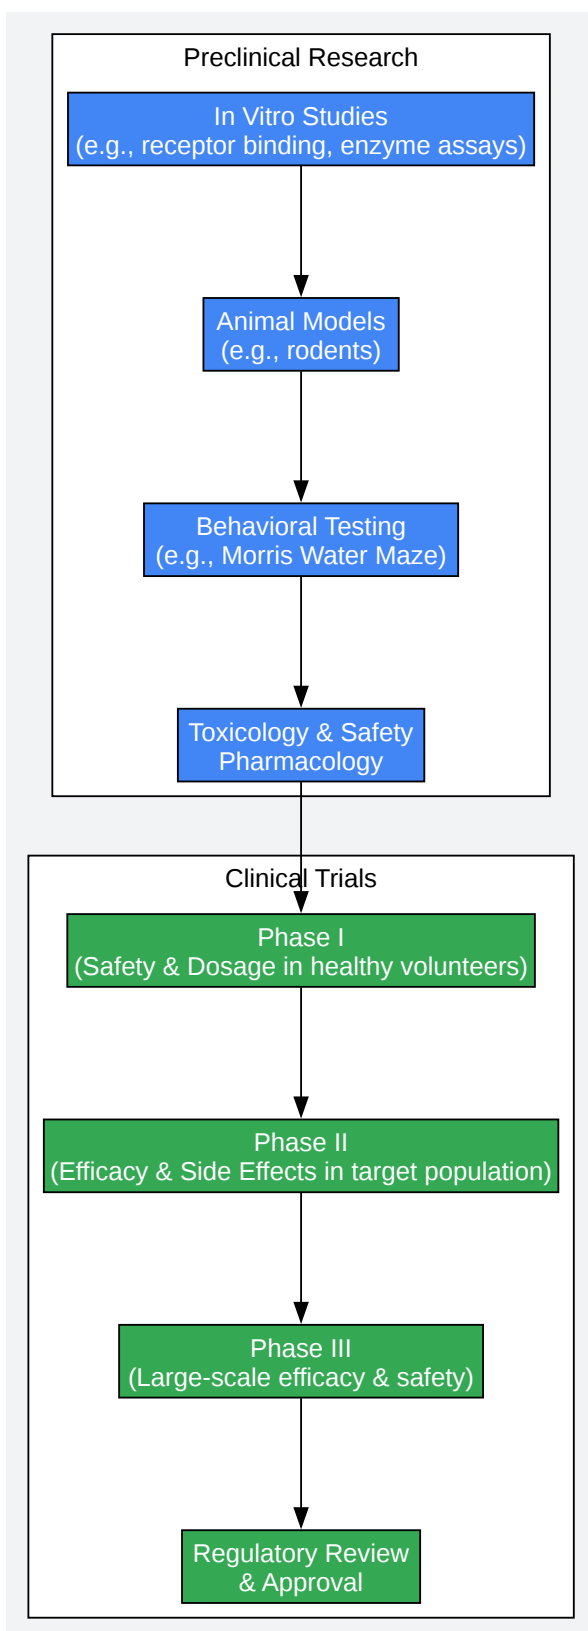 Preclinical Research
In Vitro Studies
(e.g., receptor binding, enzyme assays)
Animal Models
(e.g., rodents)
Behavioral Testing
(e.g., Morris Water Maze)
Toxicology & Safety
Pharmacology
Clinical Trials
Phase I
(Safety & Dosage in healthy volunteers)
Phase II
(Efficacy & Side Effects in target population)
Phase III
(Large-scale efficacy & safety)
Regulatory Review
& Approval